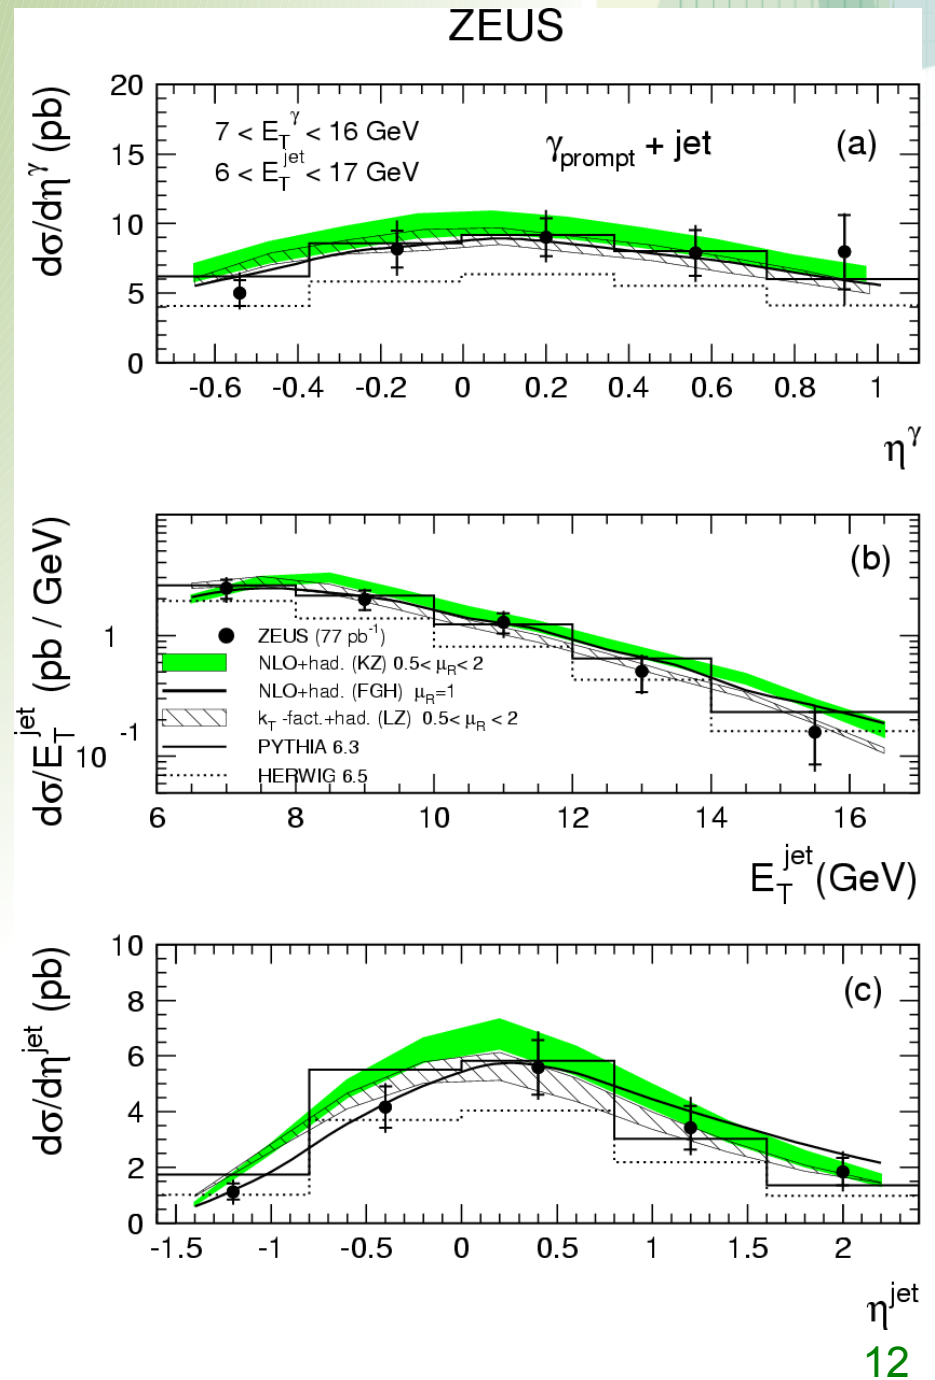 ZEUS
dσ/dη^γ (pb)
20
15
10
5
0
7 < E_T^γ < 16 GeV
6 < E_T^jet < 17 GeV
γ_prompt + jet
(a)
-0.6 -0.4 -0.2 0 0.2 0.4 0.6 0.8 1
η^γ
dσ/E_T^jet (pb / GeV)
1
10^-1
(b)
ZEUS (77 pb^-1)
NLO+had. (KZ) 0.5< μ_R< 2
NLO+had. (FGH) μ_R=1
k_T -fact.+had. (LZ) 0.5< μ_R < 2
PYTHIA 6.3
HERWIG 6.5
6 8 10 12 14 16
E_T^jet (GeV)
dσ/dη^jet (pb)
10
8
6
4
2
0
(c)
-1.5 -1 -0.5 0 0.5 1 1.5 2
η^jet
12